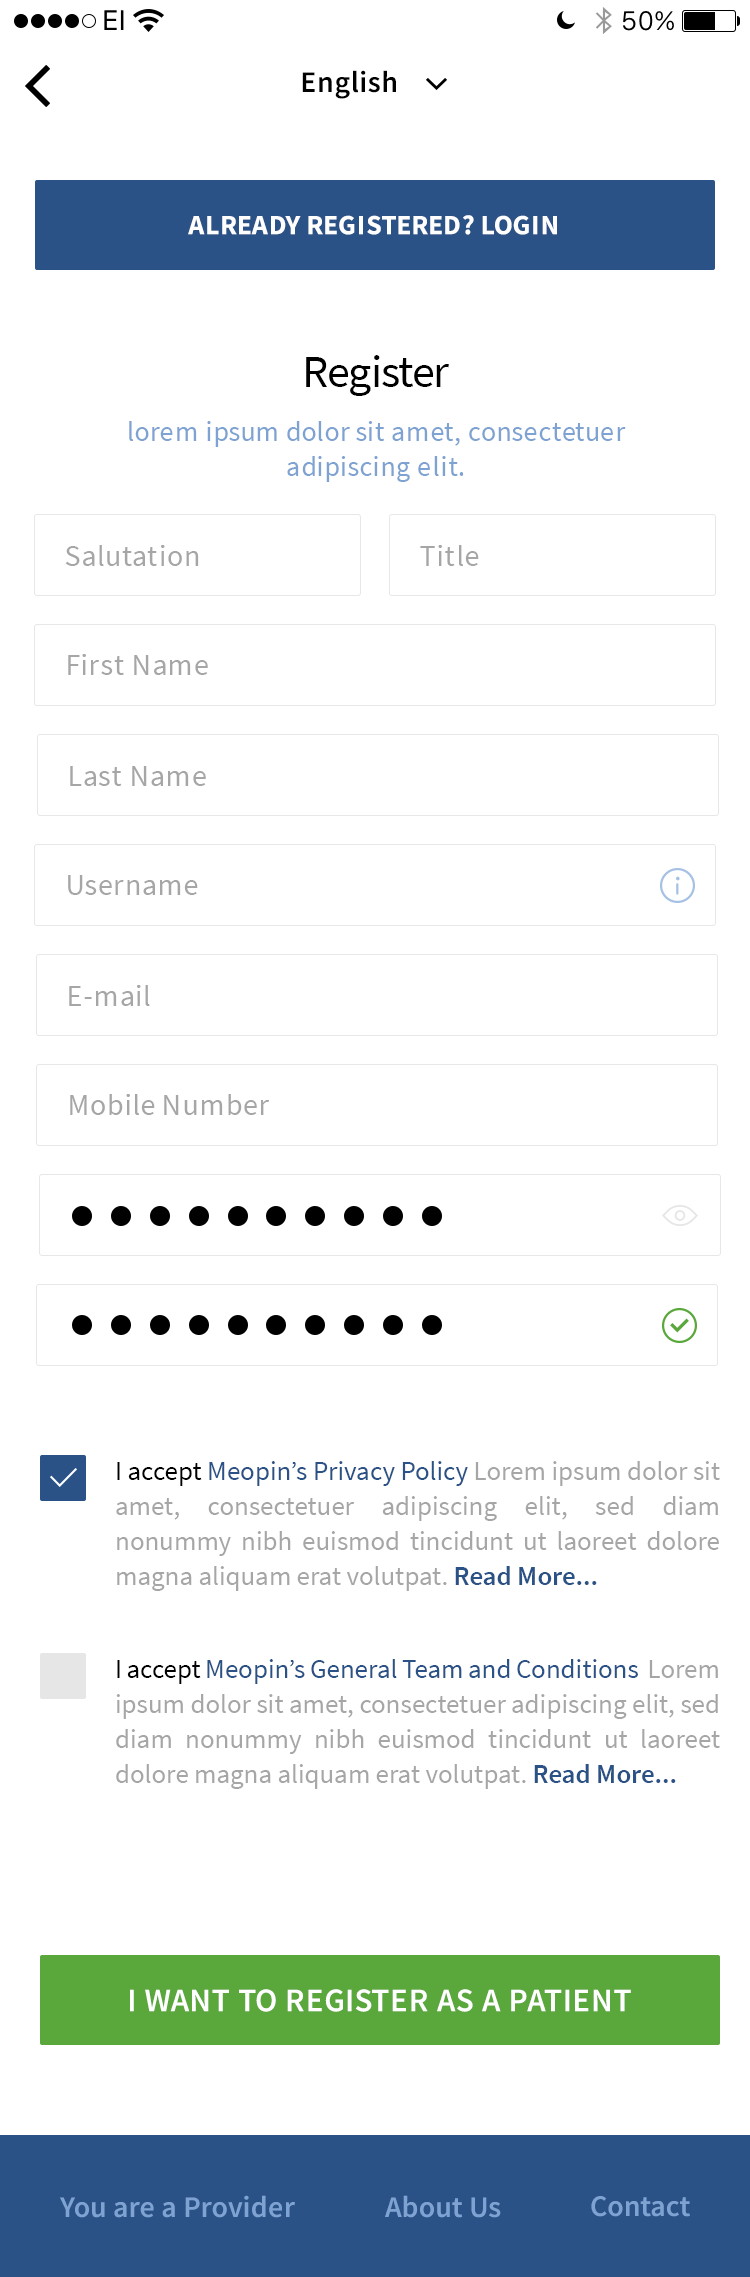 EI 50%
English
ALREADY REGISTERED? LOGIN
Register
lorem ipsum dolor sit amet, consectetuer
adipiscing elit.
Salutation Title
First Name
Last Name
Username
E-mail
Mobile Number
I accept Meopin’s Privacy Policy Lorem ipsum dolor sit
amet, consectetuer adipiscing elit, sed diam
nonummy nibh euismod tincidunt ut laoreet dolore
magna aliquam erat volutpat. Read More...
I accept Meopin’s General Team and Conditions Lorem
ipsum dolor sit amet, consectetuer adipiscing elit, sed
diam nonummy nibh euismod tincidunt ut laoreet
dolore magna aliquam erat volutpat. Read More...
I WANT TO REGISTER AS A PATIENT
You are a Provider About Us Contact